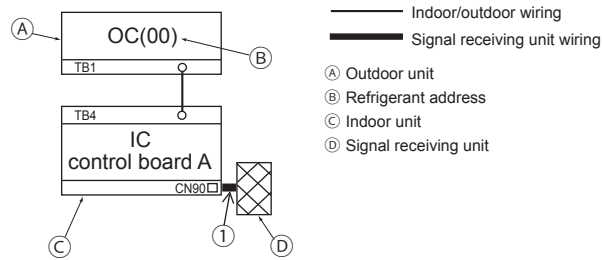 Ⓐ
OC(00)
Ⓑ
TB1
TB4
IC
control board A
CN90
Ⓒ
①
Ⓓ
Indoor/outdoor wiring
Signal receiving unit wiring
Ⓐ Outdoor unit
Ⓑ Refrigerant address
Ⓒ Indoor unit
Ⓓ Signal receiving unit